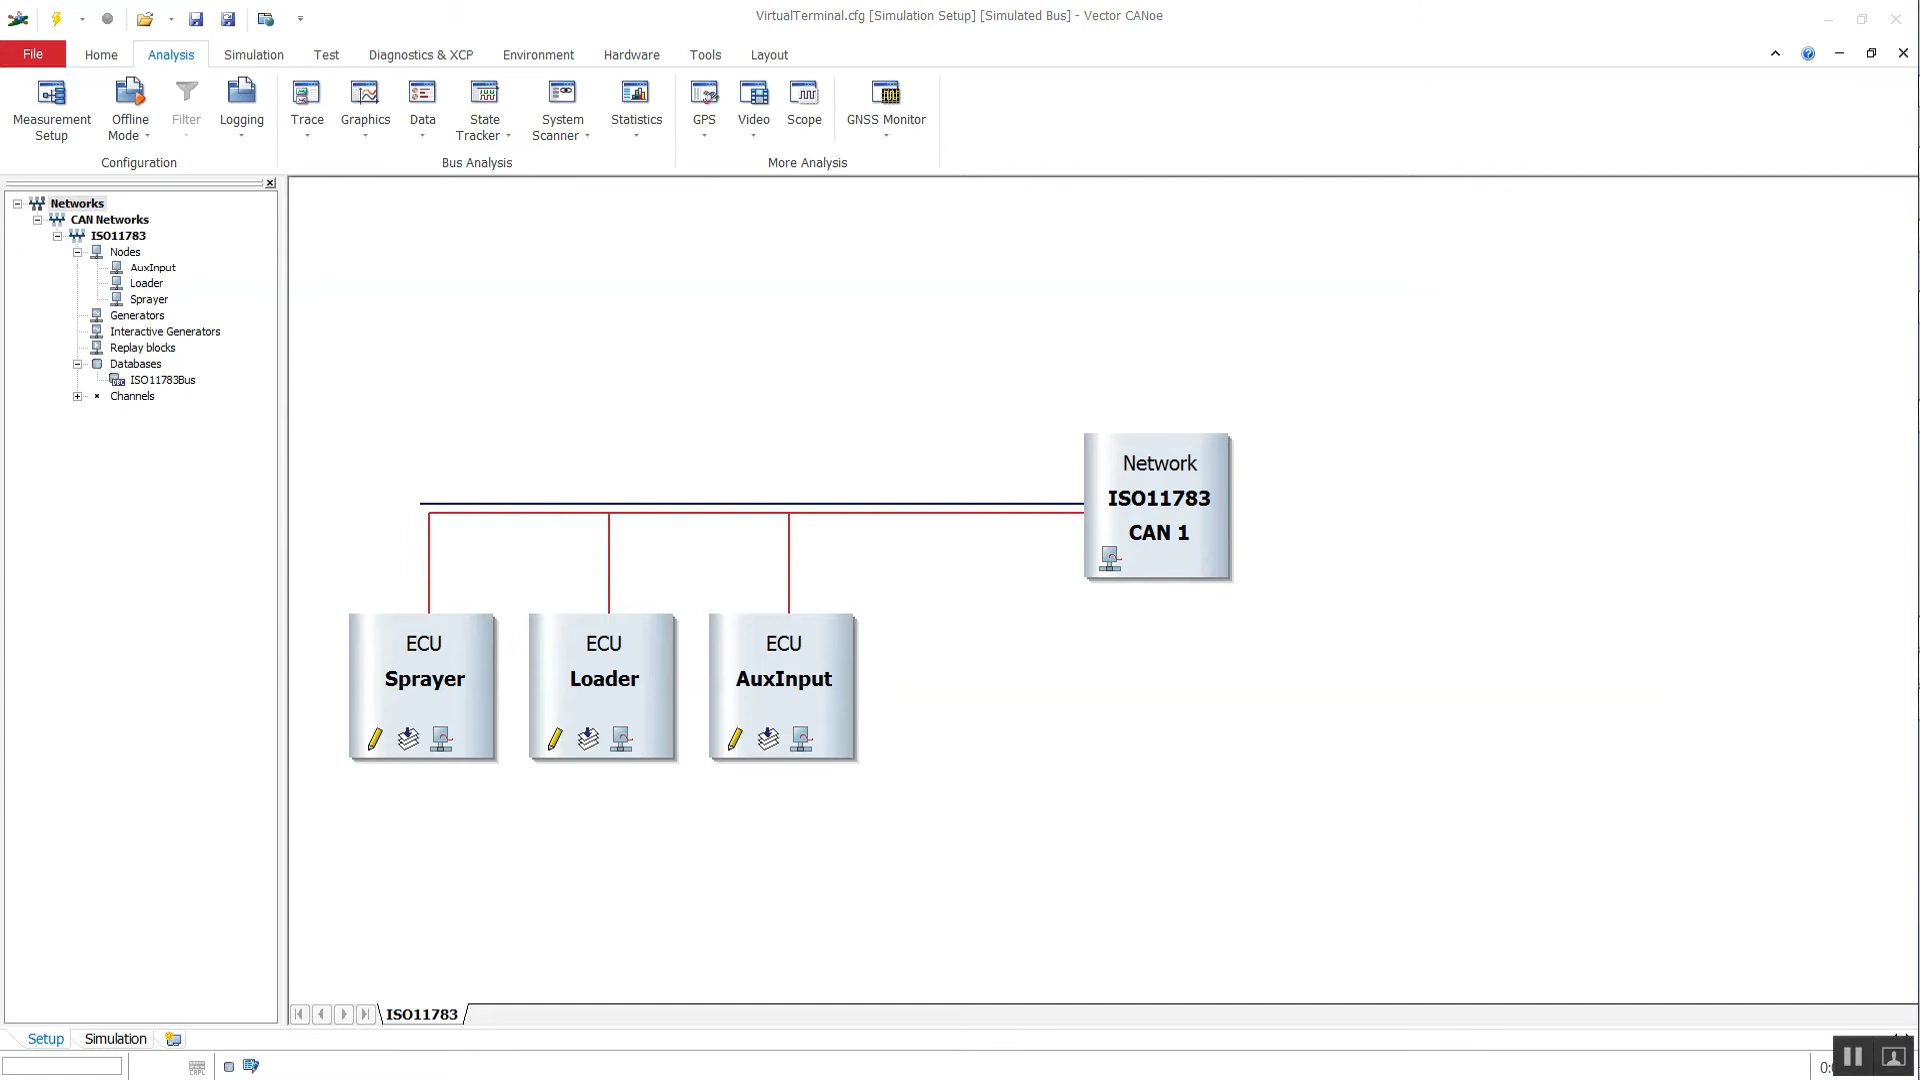 VirtualTerminal.cfg [Simulation Setup] [Simulated Bus] - Vector CANoe
File Home Analysis Simulation Test Diagnostics & XCP Environment Hardware Tools Layout
Measurement Setup
Offline Mode
Filter
Logging
Trace
Graphics
Data
State Tracker
System Scanner
Statistics
GPS
Video
Scope
GNSS Monitor
Configuration
Bus Analysis
More Analysis
Networks
CAN Networks
ISO11783
Nodes
AuxInput
Loader
Sprayer
Generators
Interactive Generators
Replay blocks
Databases
ISO11783Bus
Channels
Network
ISO11783
CAN 1
ECU
Sprayer
ECU
Loader
ECU
AuxInput
ISO11783
Setup Simulation